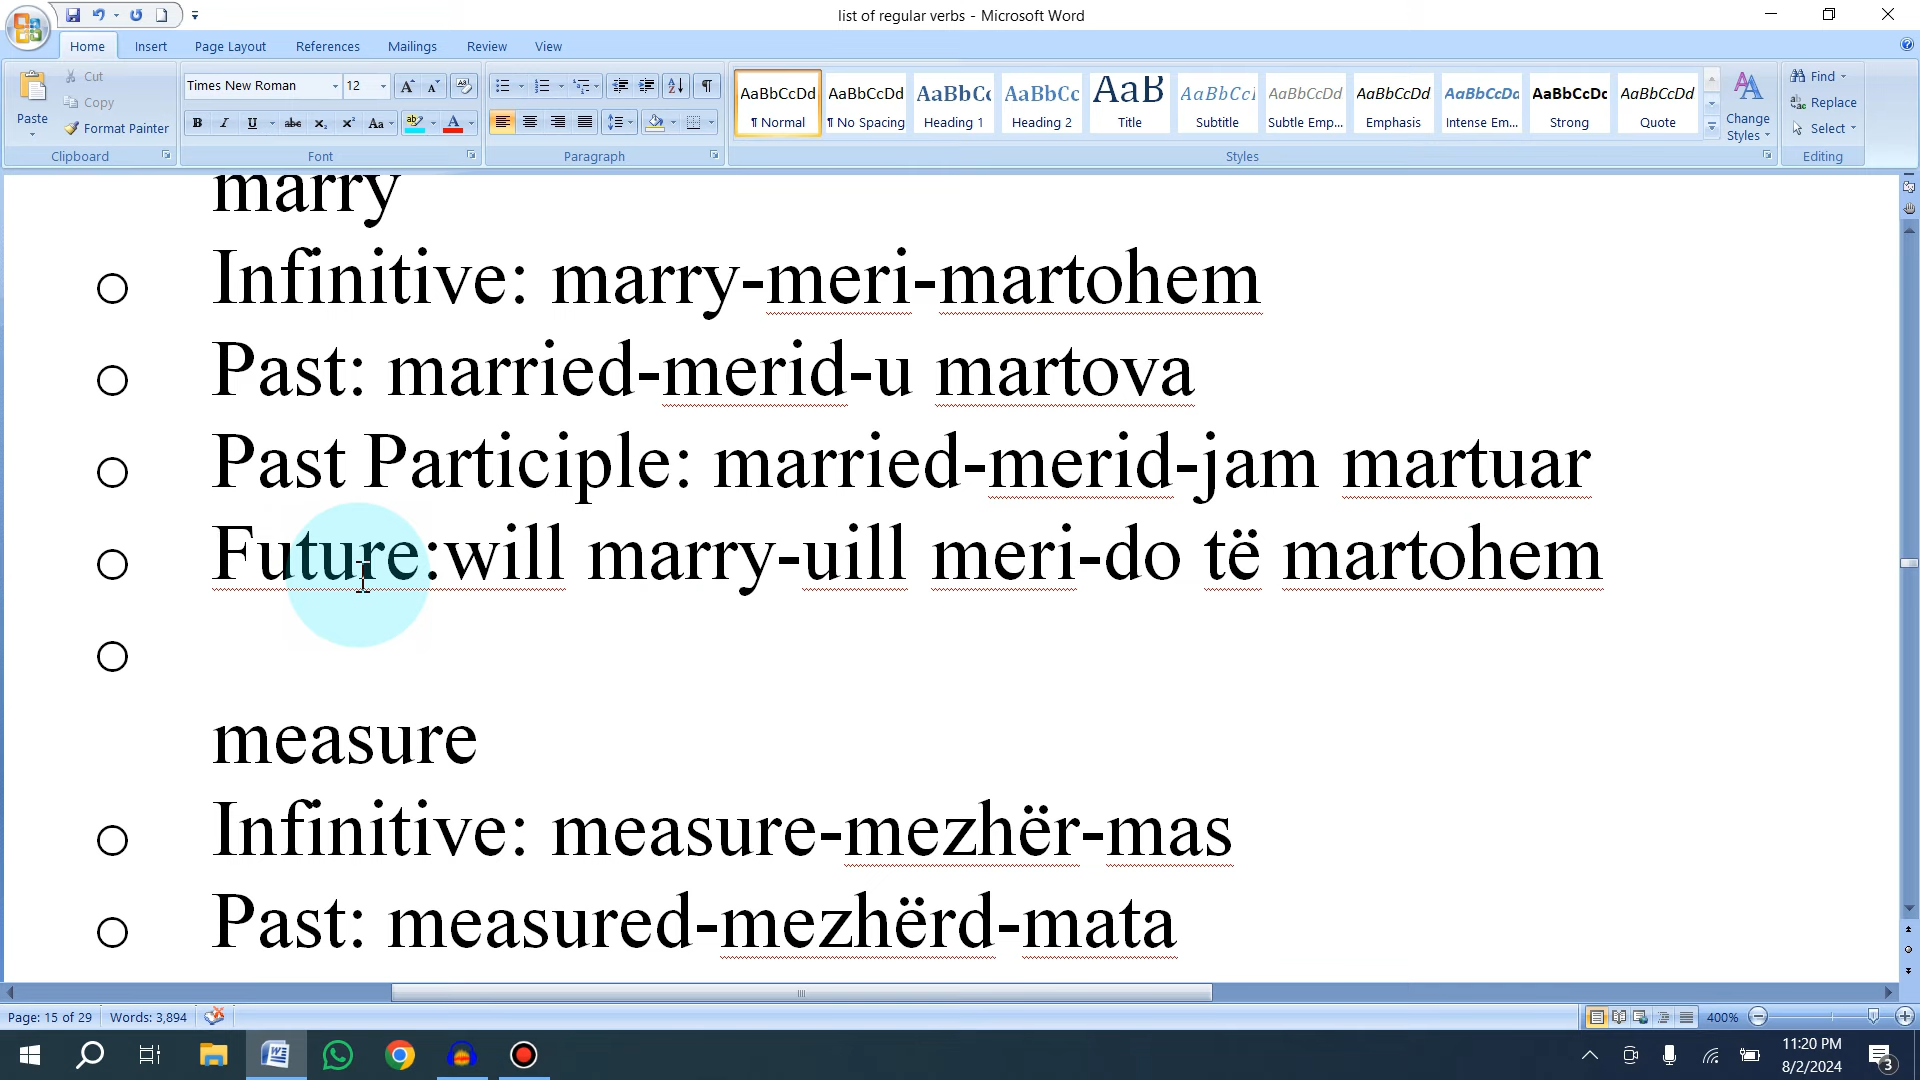 list of regular verbs - Microsoft Word
Home Insert Page Layout References Mailings Review View
Paste
Cut
Copy
Format Painter
Clipboard
Times New Roman 12
Font
Paragraph
AaBbCcDd AaBbCcDd AaBbCc AaBbCc AaB AaBbCcl AaBbCcDd AaBbCcDd AaBbCcDd AaBbCcDc AaBbCcDd
¶ Normal ¶ No Spacing Heading 1 Heading 2 Title Subtitle Subtle Emp... Emphasis Intense Em... Strong Quote
Change Styles
Styles
Find
Replace
Select
Editing
marry
Infinitive: marry-meri-martohem
Past: married-merid-u martova
Past Participle: married-merid-jam martuar
Future:will marry-uill meri-do të martohem
measure
Infinitive: measure-mezhër-mas
Past: measured-mezhërd-mata
Page: 15 of 29 Words: 3,894 400%
11:20 PM
8/2/2024
3